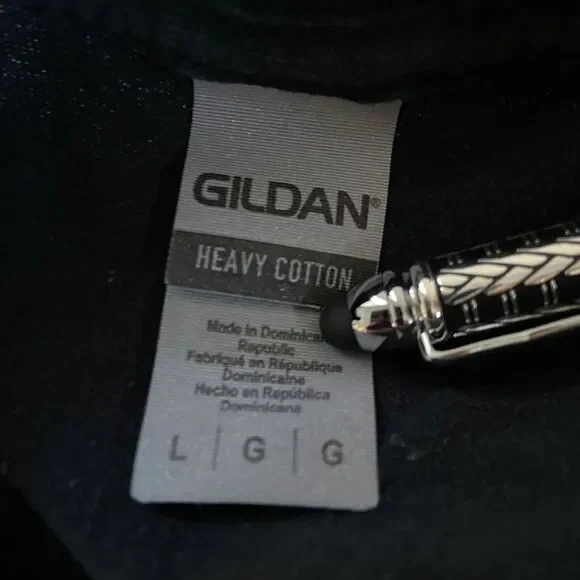 GILDAN®
HEAVY COTTON
Made in Dominican
Republic
Fabriqué en République
Dominicaine
Hecho en República
Dominicana
L | G | G